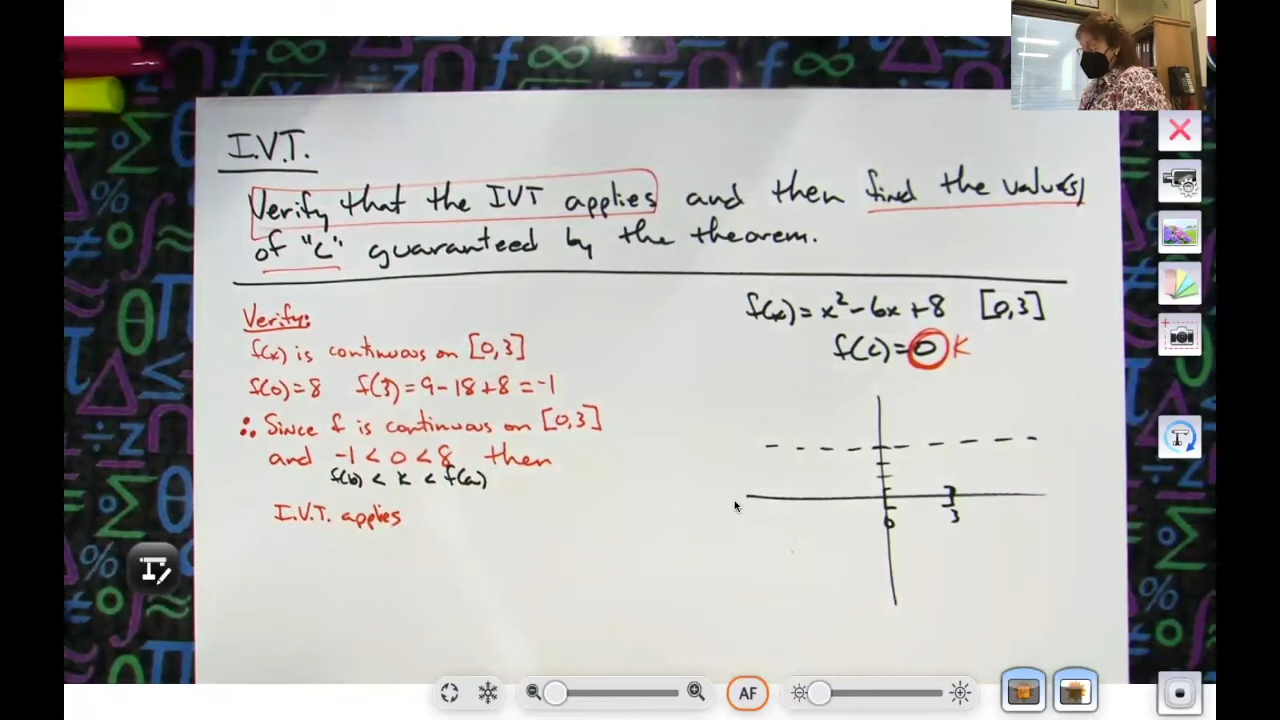 I.V.T.
Verify that the IVT applies and then find the value(s)
of "c" guaranteed by the theorem.
f(x) = x² - 6x + 8 [0,3]
f(c) = 0 K
Verify:
f(x) is continuous on [0,3]
f(0) = 8 f(3) = 9 - 18 + 8 = -1
∴ Since f is continuous on [0,3]
and -1 < 0 < 8 then
f(b) < K < f(a)
I.V.T. applies
0 3
AF